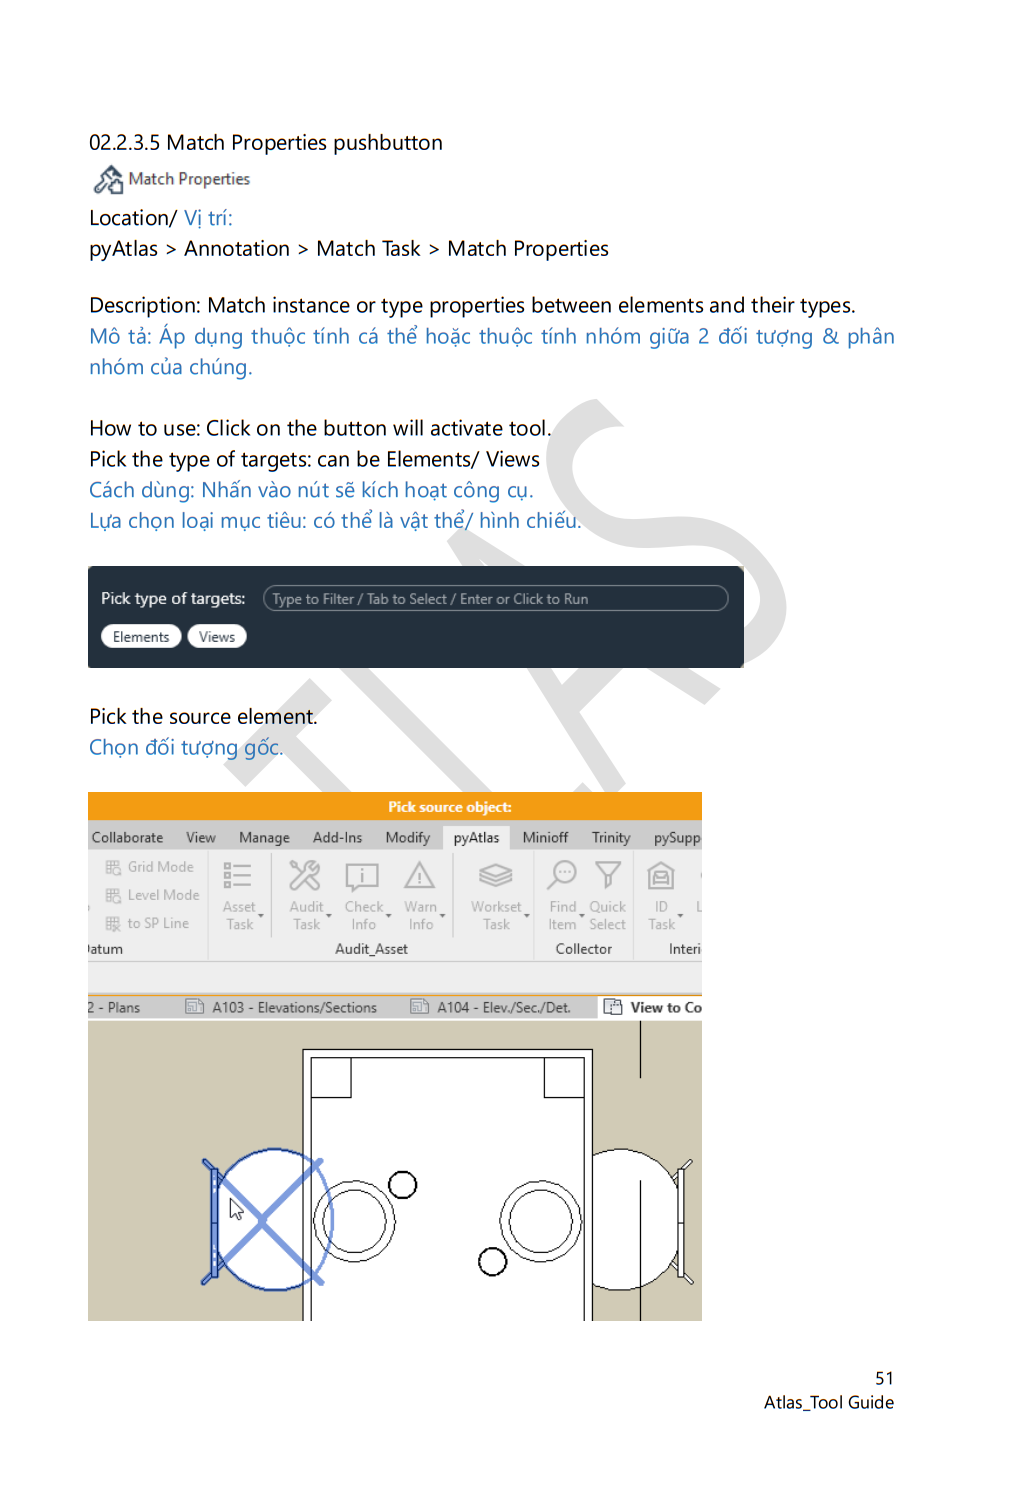 02.2.3.5 Match Properties pushbutton
Match Properties
Location/ Vị trí:
pyAtlas > Annotation > Match Task > Match Properties
Description: Match instance or type properties between elements and their types.
Mô tả: Áp dụng thuộc tính cá thể hoặc thuộc tính nhóm giữa 2 đối tượng & phân
nhóm của chúng.
How to use: Click on the button will activate tool.
Pick the type of targets: can be Elements/ Views
Cách dùng: Nhấn vào nút sẽ kích hoạt công cụ.
Lựa chọn loại mục tiêu: có thể là vật thể/ hình chiếu.
Pick type of targets: Type to Filter / Tab to Select / Enter or Click to Run
Elements Views
Pick the source element.
Chọn đối tượng gốc.
Pick source object:
Collaborate View Manage Add-Ins Modify pyAtlas Minioff Trinity pySupp
Grid Mode
Level Mode
to SP Line
Asset Audit Check Warn Workset Find Quick ID L
Task Task Info Info Task Item Select Task
atum Audit_Asset Collector Interi
2 - Plans A103 - Elevations/Sections A104 - Elev./Sec./Det. View to Co
51
Atlas_Tool Guide
TLAS